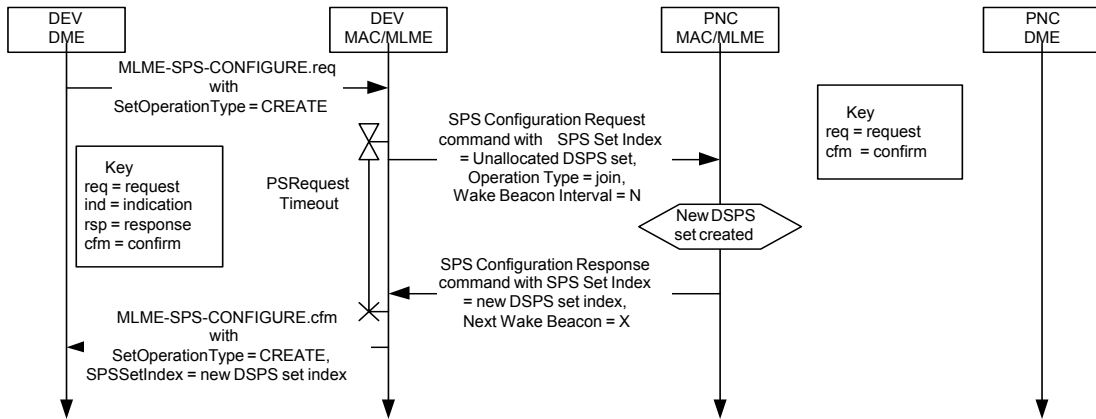 DEV
DME
DEV
MAC/MLME
PNC
MAC/MLME
PNC
DME
MLME-SPS-CONFIGURE.req
with
SetOperationType = CREATE
SPS Configuration Request
command with SPS Set Index
= Unallocated DSPS set,
Operation Type = join,
Wake Beacon Interval = N
Key
req = request
cfm = confirm
Key
req = request
ind = indication
rsp = response
cfm = confirm
PSRequest
Timeout
New DSPS
set created
SPS Configuration Response
command with SPS Set Index
= new DSPS set index,
Next Wake Beacon = X
MLME-SPS-CONFIGURE.cfm
with
SetOperationType = CREATE,
SPSSetIndex = new DSPS set index